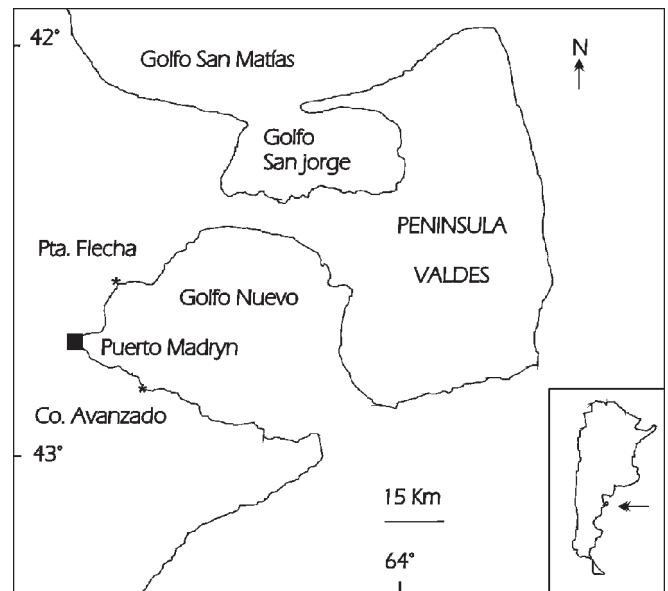 42°
Golfo San Matías
N
Golfo
San jorge
PENINSULA
VALDES
Pta. Flecha
Golfo Nuevo
Puerto Madryn
Co. Avanzado
43°
15 Km
64°